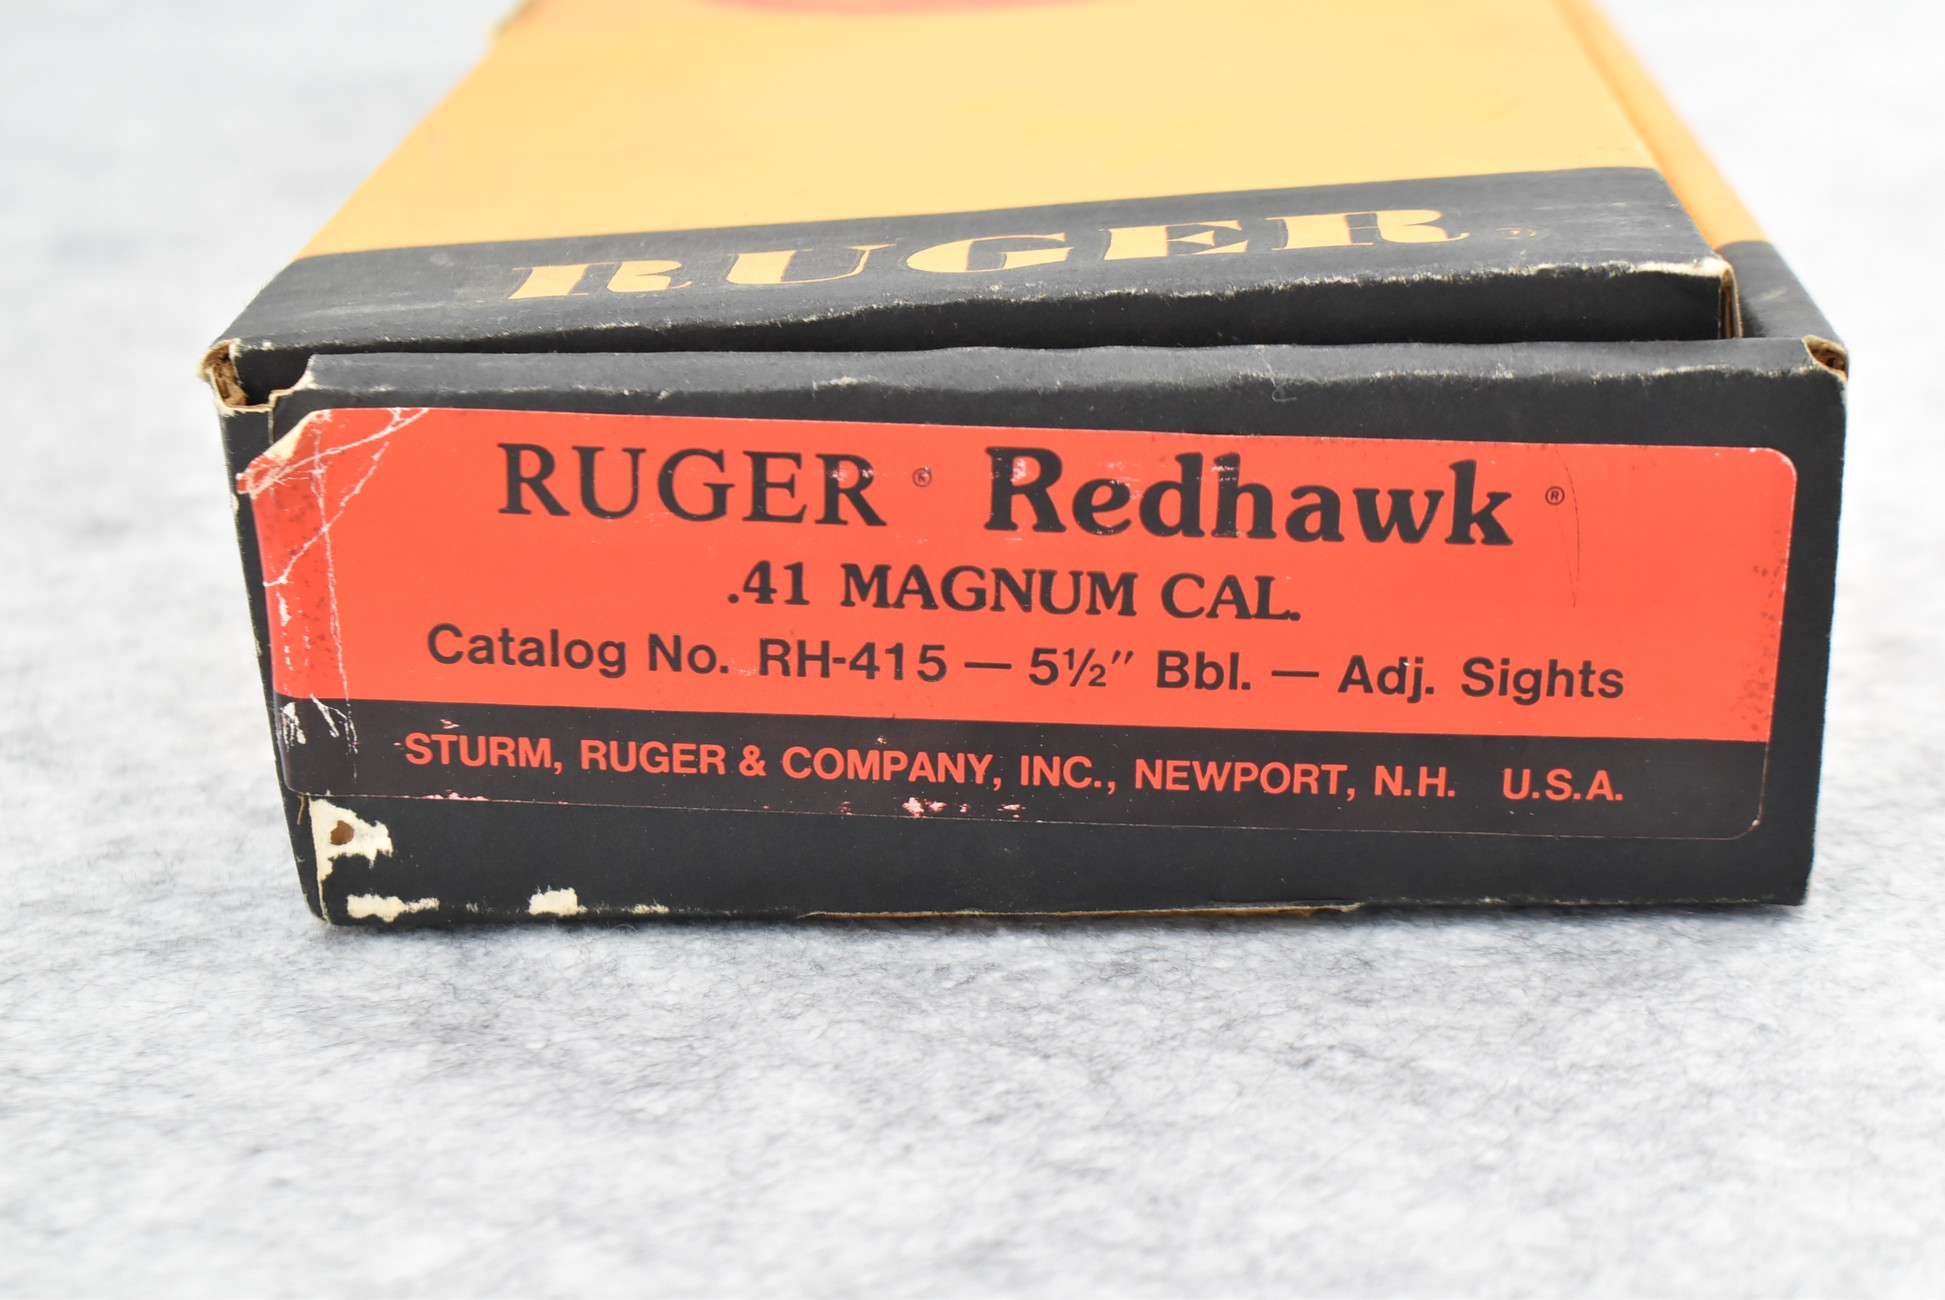 RUGER
RUGER ® Redhawk ®
.41 MAGNUM CAL.
Catalog No. RH-415 — 5½″ Bbl. — Adj. Sights
STURM, RUGER & COMPANY, INC., NEWPORT, N.H. U.S.A.